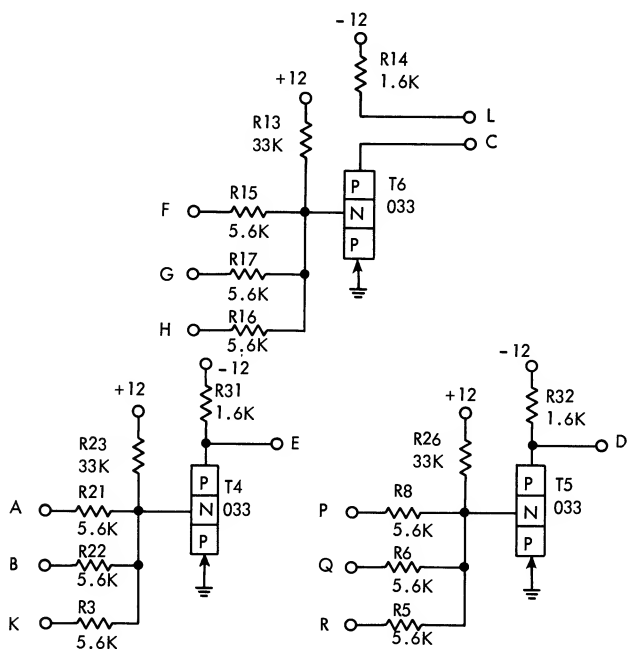 -12
R14
1.6K
+12
L
R13
33K
C
P
T6
F
R15
N
033
5.6K
P
R17
G
5.6K
R16
H
5.6K
-12
-12
+12
R31
1.6K
+12
R32
1.6K
E
D
R23
33K
R26
33K
P
T4
P
T5
A
R21
N
033
P
R8
N
033
5.6K
5.6K
P
P
B
R22
Q
R6
5.6K
5.6K
K
R3
R
R5
5.6K
5.6K